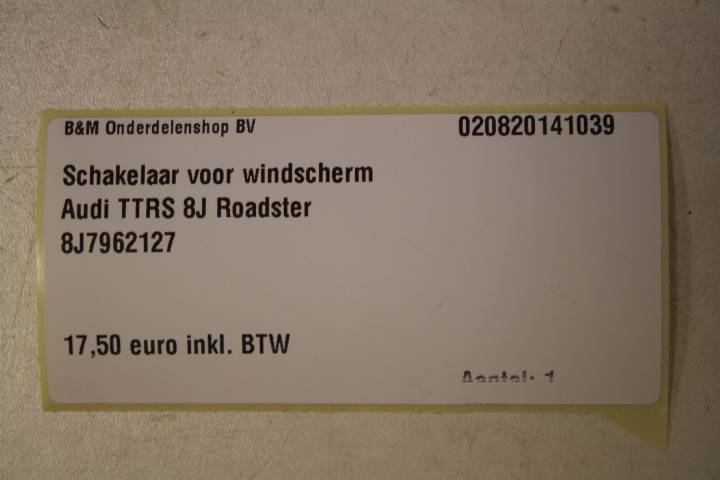 B&M Onderdelenshop BV 020820141039
Schakelaar voor windscherm
Audi TTRS 8J Roadster
8J7962127
17,50 euro inkl. BTW
Aantal: 1